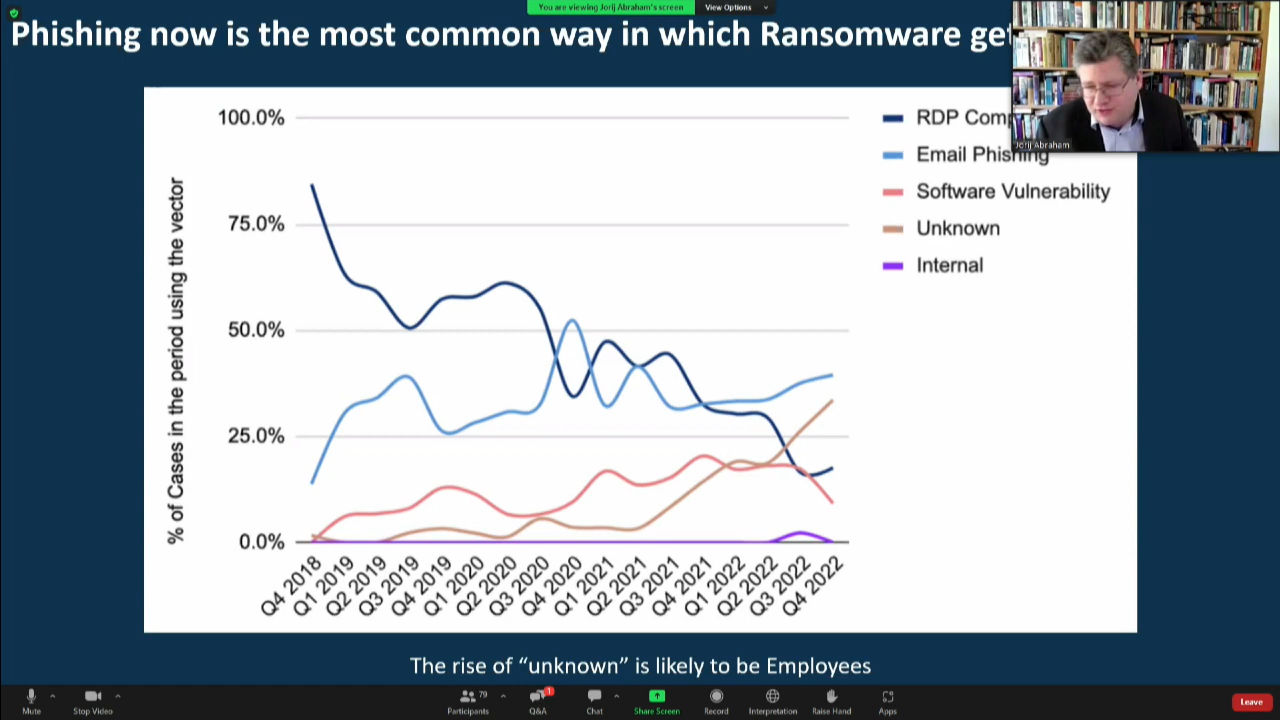 You are viewing Jorij Abraham's screen
View Options
Phishing now is the most common way in which Ransomware
Jorij Abraham
% of Cases in the period using the vector
100.0%
75.0%
50.0%
25.0%
0.0%
Q4 2018
Q1 2019
Q2 2019
Q3 2019
Q4 2019
Q1 2020
Q2 2020
Q3 2020
Q4 2020
Q1 2021
Q2 2021
Q3 2021
Q4 2021
Q1 2022
Q2 2022
Q3 2022
Q4 2022
RDP
Email Phishing
Software Vulnerability
Unknown
Internal
The rise of “unknown” is likely to be Employees
Mute
Stop Video
79
Participants
1
Q&A
Chat
Share Screen
Record
Interpretation
Raise Hand
Apps
Leave